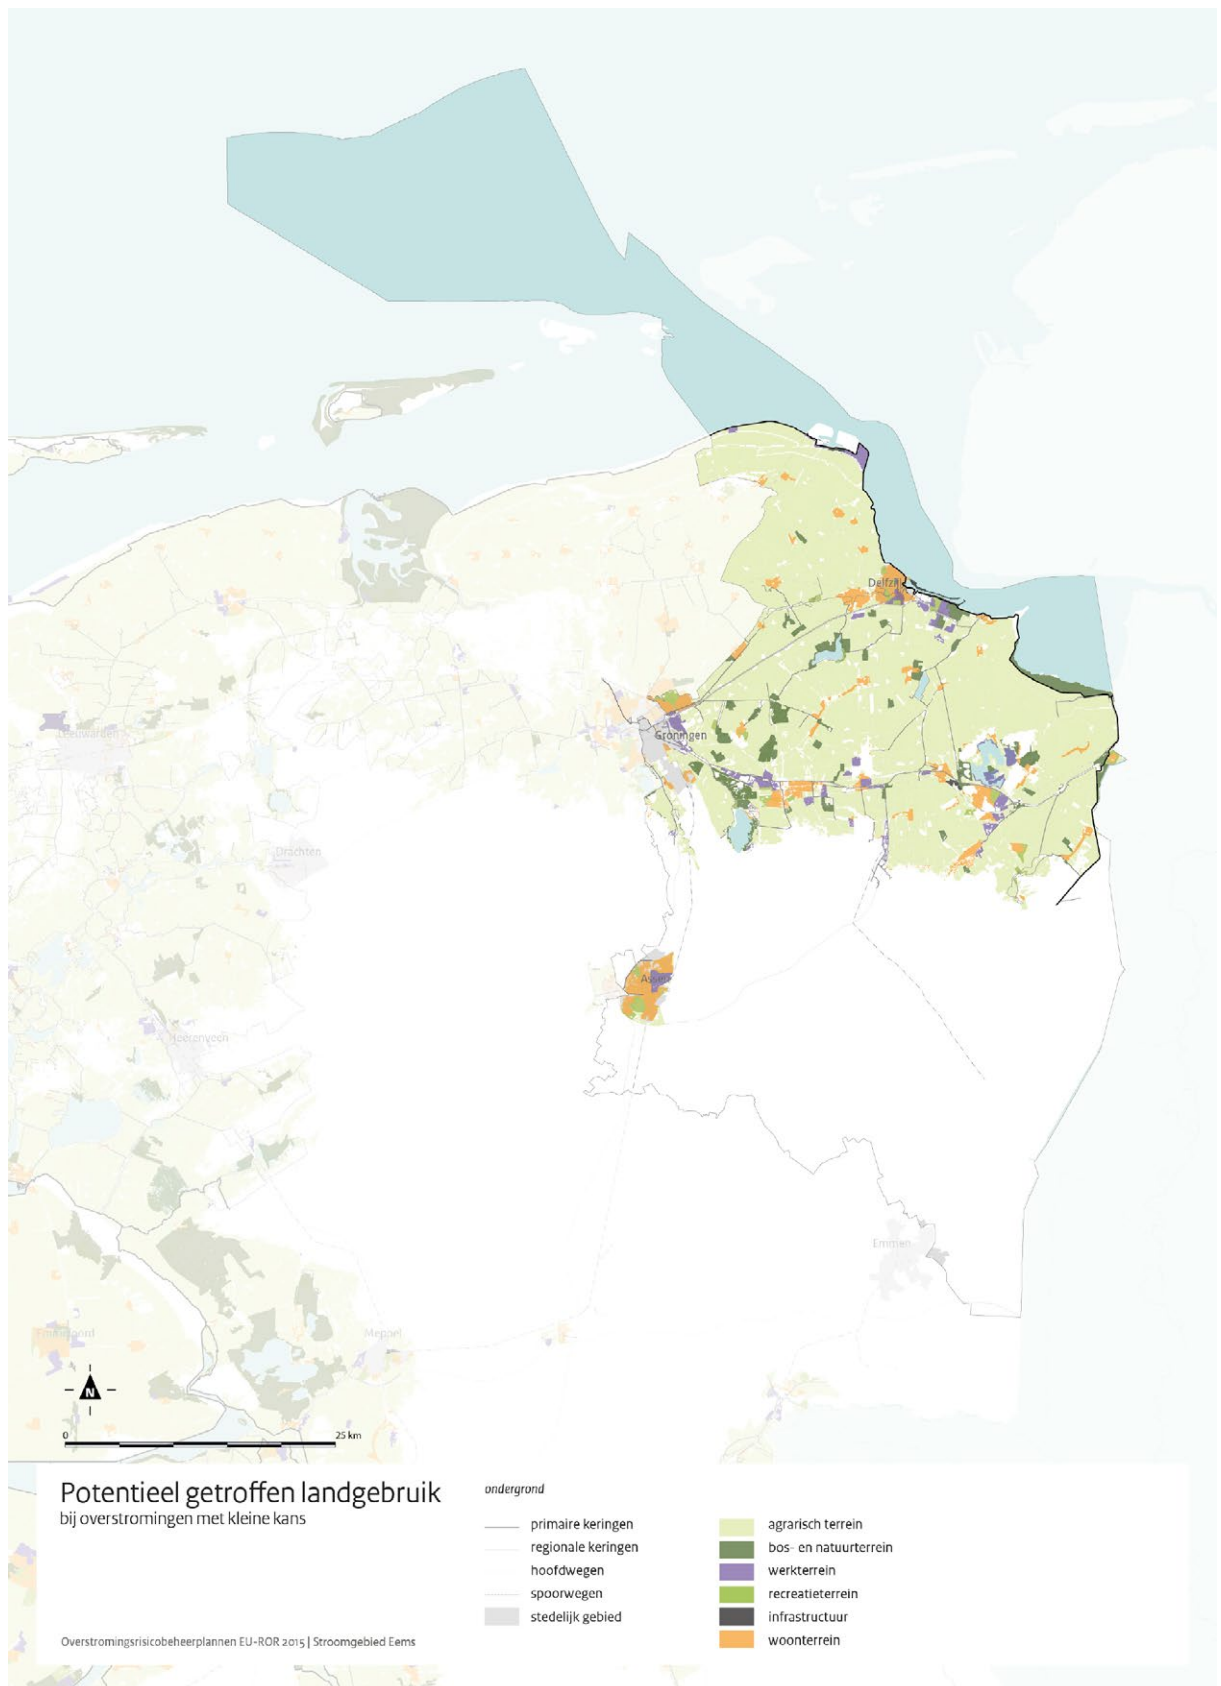 Delfzijl
Groningen
Leeuwarden
Drachten
Assen
Heerenveen
Emmen
Meppel
N
0
25 km
Potentieel getroffen landgebruik
bij overstromingen met kleine kans
ondergrond
primaire keringen
regionale keringen
hoofdwegen
spoorwegen
stedelijk gebied
agrarisch terrein
bos- en natuurterrein
werkterrein
recreatieterrein
infrastructuur
woonterrein
Overstromingsrisicobeheerplannen EU-ROR 2015 | Stroomgebied Eems